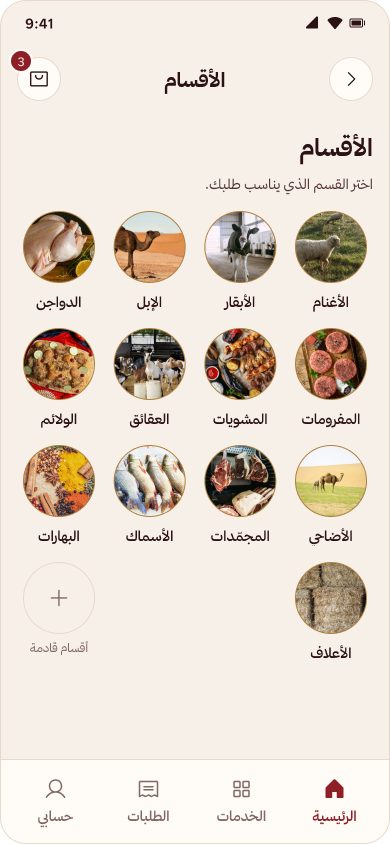 9:41
3
الأقسام
الأقسام
اختر القسم الذي يناسب طلبك.
الأغنام
الأبقار
الإبل
الدواجن
المفرومات
المشويات
العقائق
الولائم
الأضاحي
المجمّدات
الأسماك
البهارات
الأعلاف
أقسام قادمة
الرئيسية
الخدمات
الطلبات
حسابي